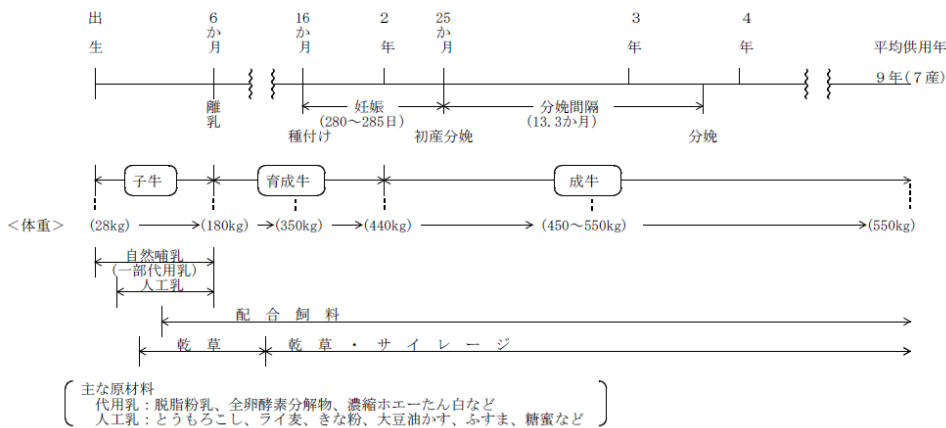 出生 6か月 16か月 2年 25か月 3年 4年 平均供用年
9年(7産)
離乳 妊娠 分娩間隔
(280～285日) (13.3か月)
種付け 初産分娩 分娩
子牛 育成牛 成牛
＜体重＞ (28kg) (180kg) (350kg) (440kg) (450～550kg) (550kg)
自然哺乳
(一部代用乳)
人工乳
配合飼料
乾草 乾草・サイレージ
主な原材料
代用乳：脱脂粉乳、全卵酵素分解物、濃縮ホエーたん白など
人工乳：とうもろこし、ライ麦、きな粉、大豆油かす、ふすま、糖蜜など